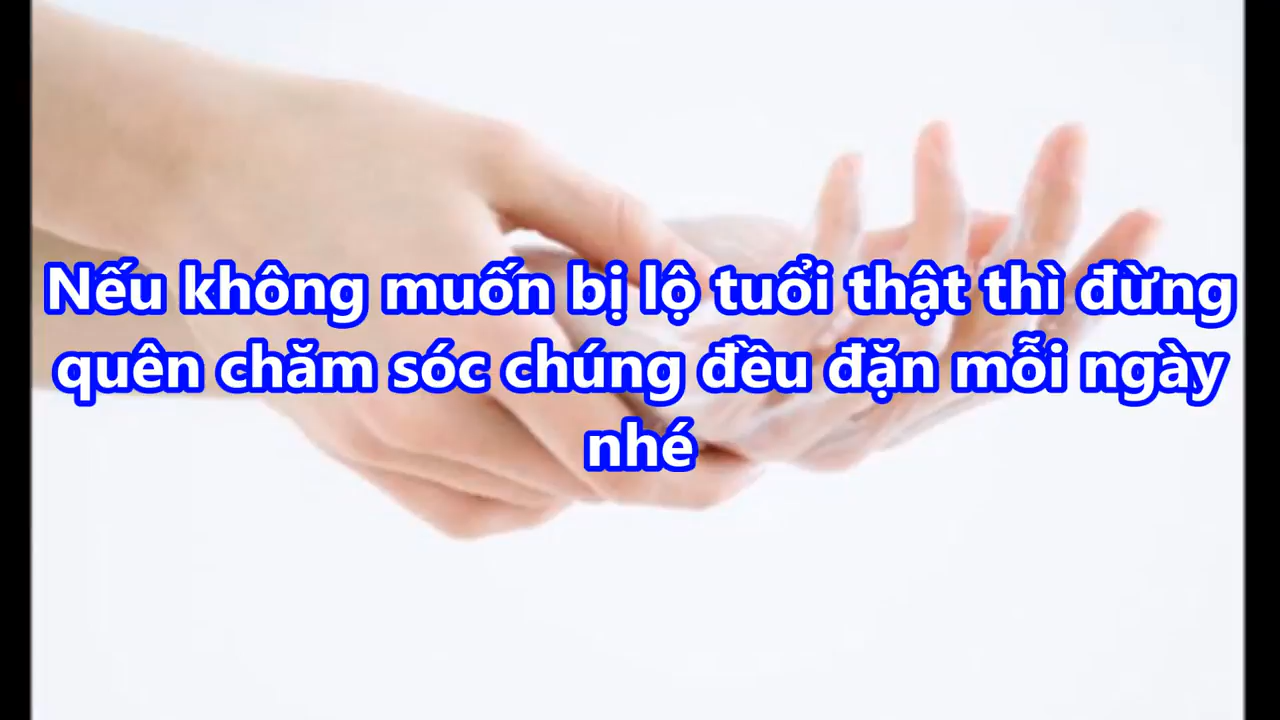 Nếu không muốn bị lộ tuổi thật thì đừng
quên chăm sóc chúng đều đặn mỗi ngày
nhé